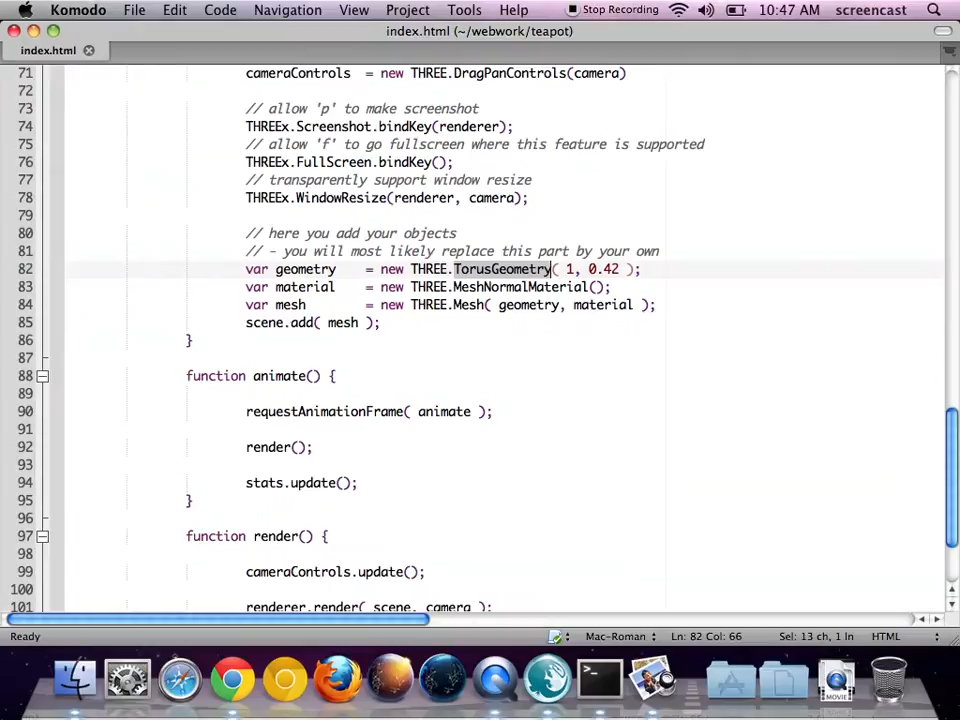 Komodo File Edit Code Navigation View Project Tools Help Stop Recording 10:47 AM screencast
index.html (~/webwork/teapot)
index.html
71 cameraControls = new THREE.DragPanControls(camera)
72
73 // allow 'p' to make screenshot
74 THREEx.Screenshot.bindKey(renderer);
75 // allow 'f' to go fullscreen where this feature is supported
76 THREEx.FullScreen.bindKey();
77 // transparently support window resize
78 THREEx.WindowResize(renderer, camera);
79
80 // here you add your objects
81 // - you will most likely replace this part by your own
82 var geometry = new THREE.TorusGeometry( 1, 0.42 );
83 var material = new THREE.MeshNormalMaterial();
84 var mesh = new THREE.Mesh( geometry, material );
85 scene.add( mesh );
86 }
87
88 function animate() {
89
90 requestAnimationFrame( animate );
91
92 render();
93
94 stats.update();
95 }
96
97 function render() {
98
99 cameraControls.update();
100
101 renderer.render( scene, camera );
Ready Mac-Roman Ln: 82 Col: 66 Sel: 13 ch, 1 ln HTML
MOVIE